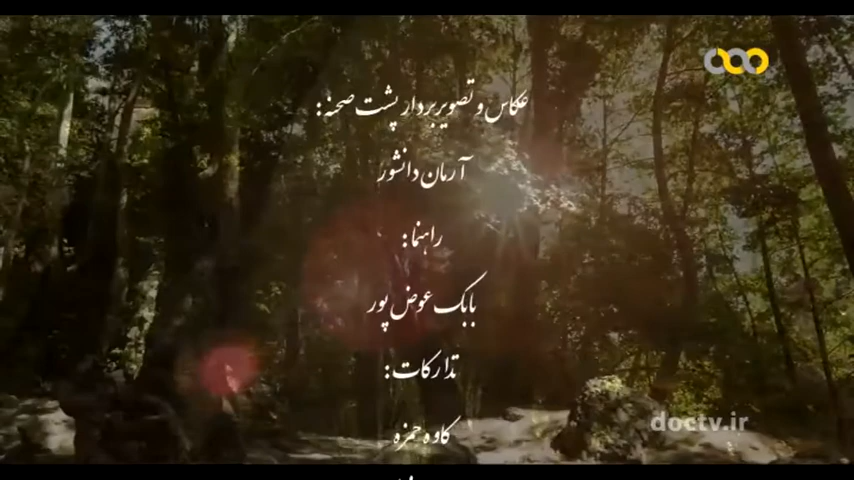 عکاس و تصویربردار پشت صحنه:
آرمان دانشور
راهنما:
بابک عوض پور
تدارکات:
کاوه حمزه
doctv.ir